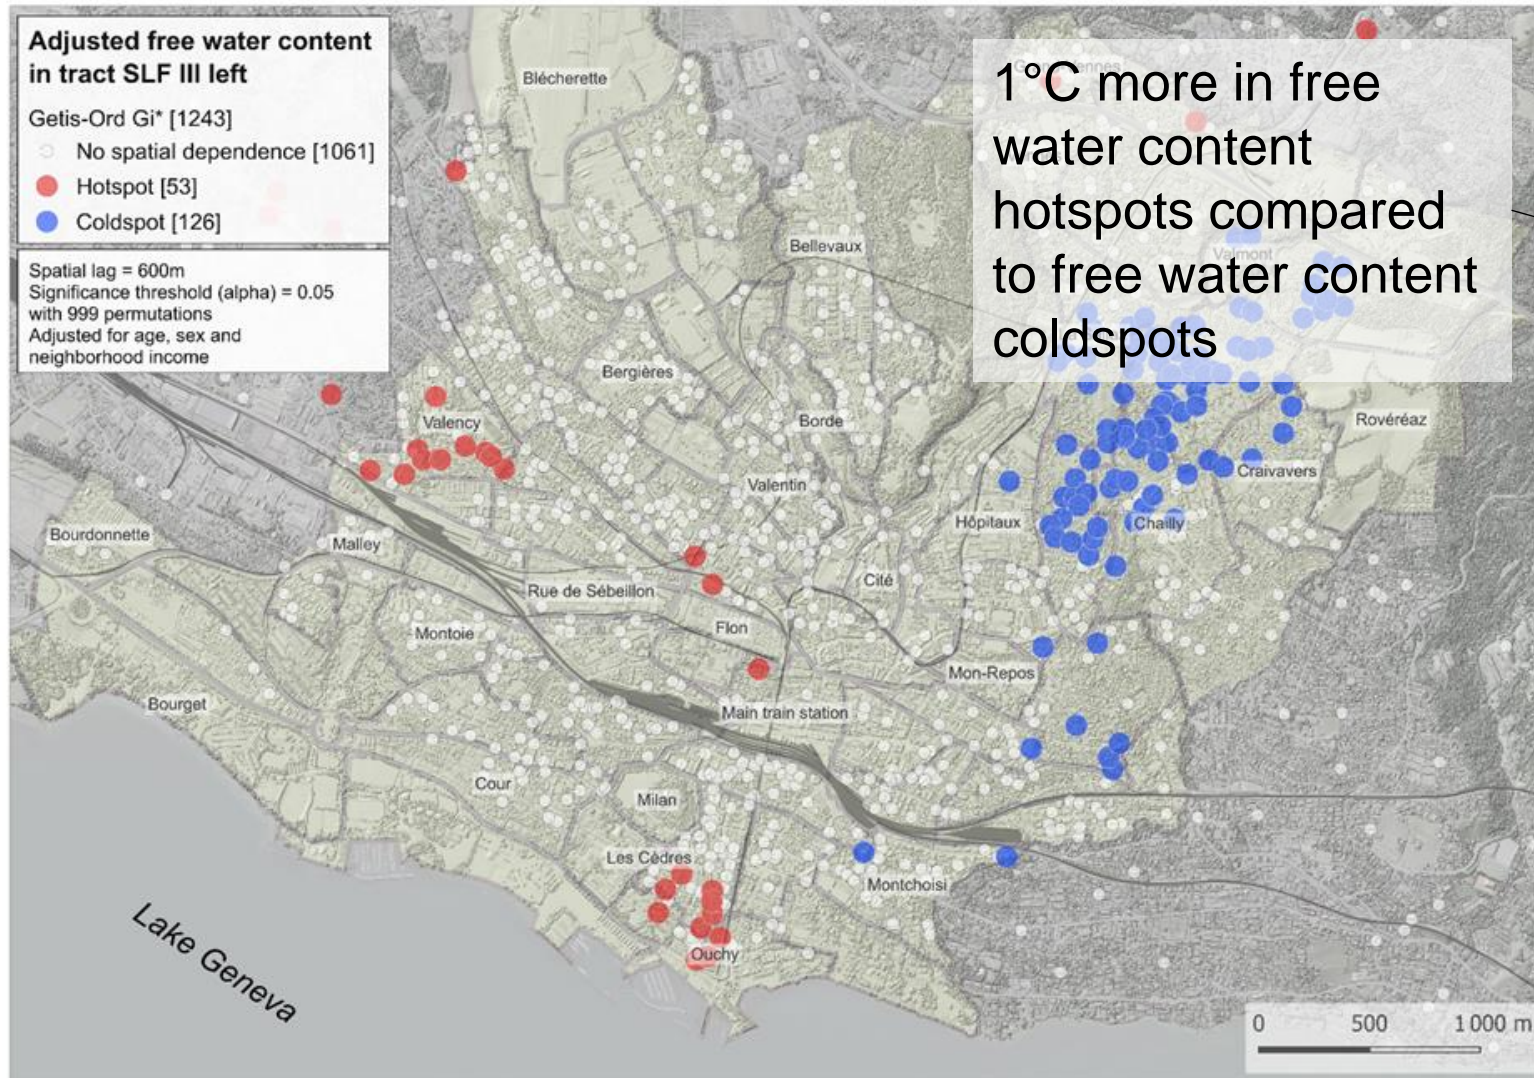 Adjusted free water content
in tract SLF III left
Getis-Ord Gi* [1243]
No spatial dependence [1061]
Hotspot [53]
Coldspot [126]
Spatial lag = 600m
Significance threshold (alpha) = 0.05
with 999 permutations
Adjusted for age, sex and
neighborhood income
1°C more in free
water content
hotspots compared
to free water content
coldspots
Blécherette
Bellevaux
Valmont
Bergières
Borde
Rovéréaz
Valency
Valentin
Craivavers
Hôpitaux
Chailly
Bourdonnette
Malley
Cité
Rue de Sébeillon
Flon
Montoie
Mon-Repos
Bourget
Main train station
Cour
Milan
Les Cèdres
Montchoisi
Ouchy
Lake Geneva
0 500 1 000 m